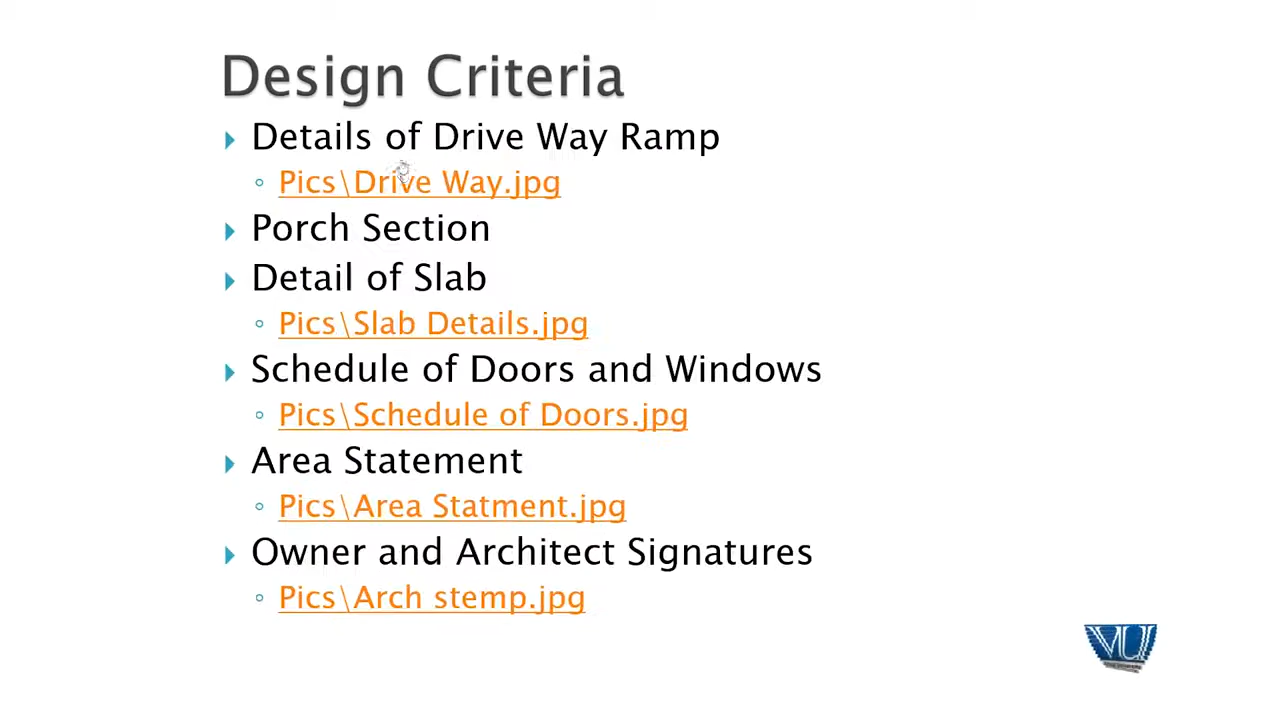 Design Criteria
Details of Drive Way Ramp
Pics\Drive Way.jpg
Porch Section
Detail of Slab
Pics\Slab Details.jpg
Schedule of Doors and Windows
Pics\Schedule of Doors.jpg
Area Statement
Pics\Area Statment.jpg
Owner and Architect Signatures
Pics\Arch stemp.jpg
VU